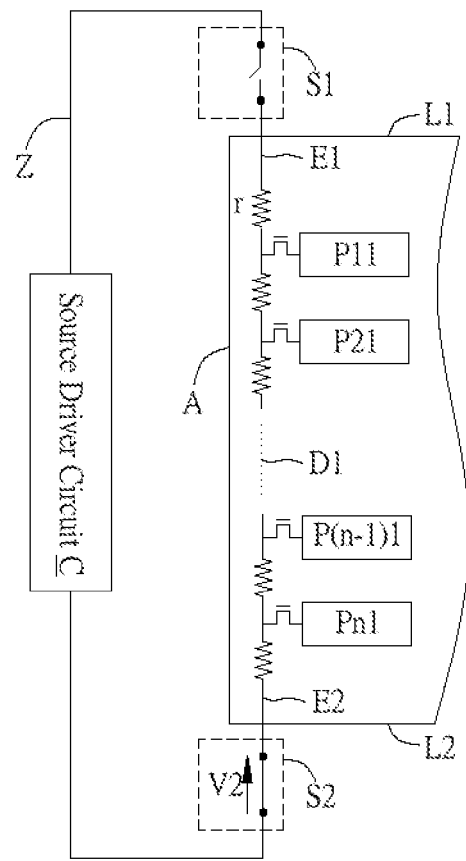 S1
L1
Z
E1
r
P11
P21
A
Source Driver Circuit C
D1
P(n-1)1
Pn1
E2
L2
V2
S2